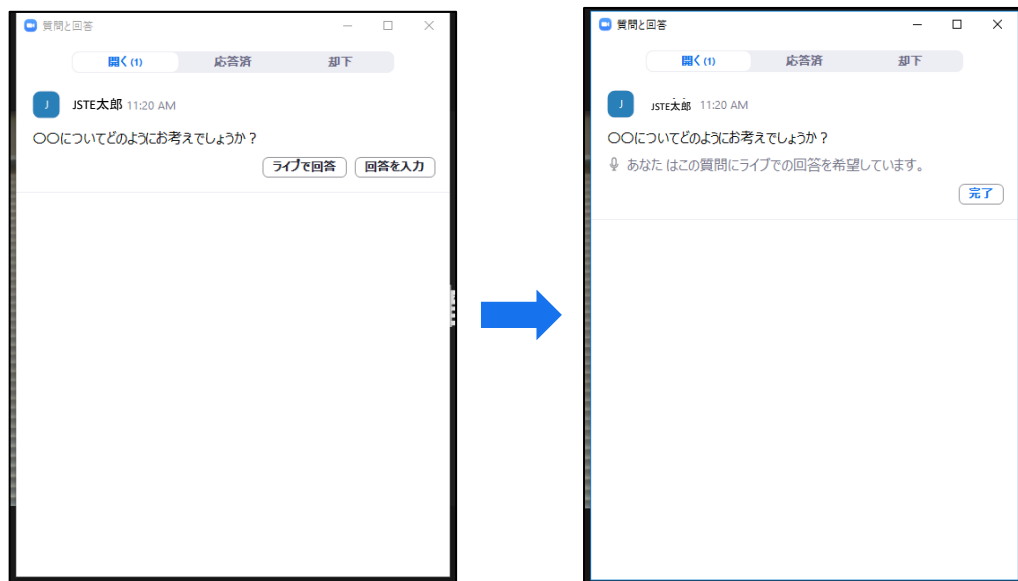 質問と回答
開く(1) 応答済 却下
J JSTE太郎 11:20 AM
〇〇についてどのようにお考えでしょうか？
ライブで回答 回答を入力
質問と回答
開く(1) 応答済 却下
J JSTE太郎 11:20 AM
〇〇についてどのようにお考えでしょうか？
あなた はこの質問にライブでの回答を希望しています。
完了